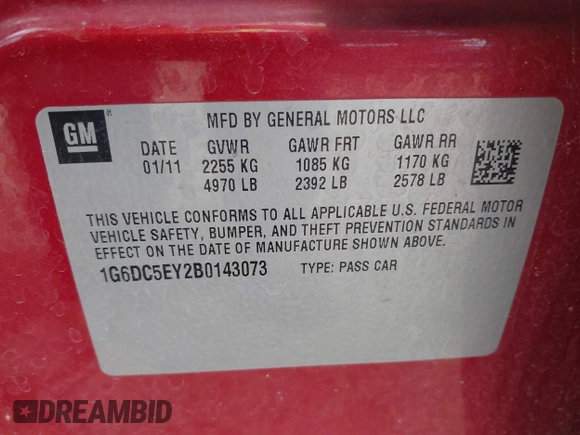 GM
MFD BY GENERAL MOTORS LLC
DATE GVWR GAWR FRT GAWR RR
01/11 2255 KG 1085 KG 1170 KG
4970 LB 2392 LB 2578 LB
THIS VEHICLE CONFORMS TO ALL APPLICABLE U.S. FEDERAL MOTOR
VEHICLE SAFETY, BUMPER, AND THEFT PREVENTION STANDARDS IN
EFFECT ON THE DATE OF MANUFACTURE SHOWN ABOVE.
1G6DC5EY2B0143073 TYPE: PASS CAR
DREAMBID